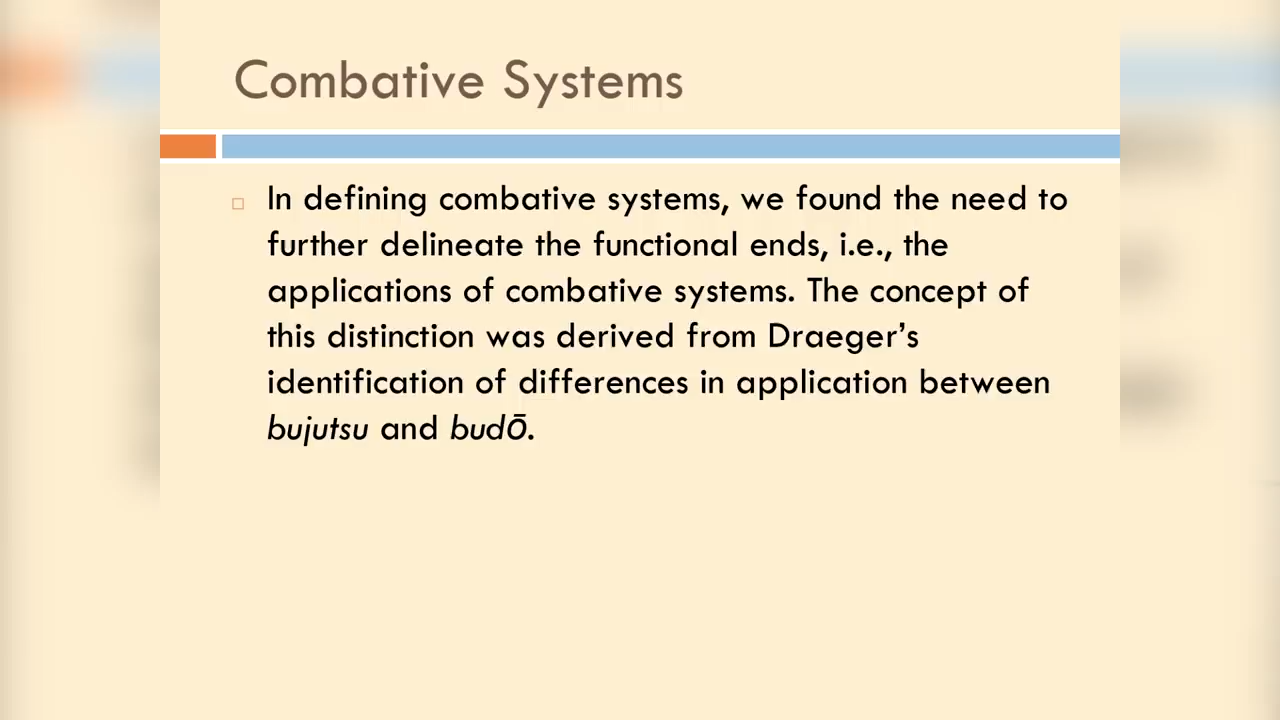 Combative Systems
In defining combative systems, we found the need to
further delineate the functional ends, i.e., the
applications of combative systems. The concept of
this distinction was derived from Draeger’s
identification of differences in application between
bujutsu and budō.